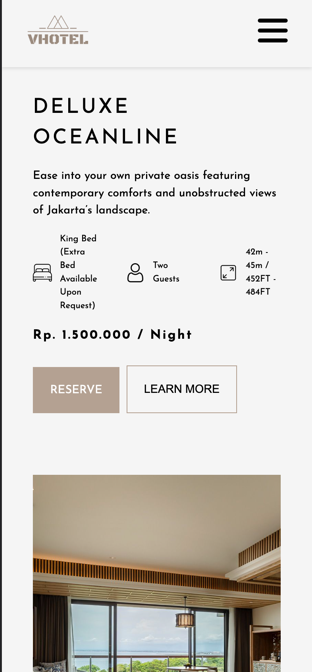 VHOTEL
DELUXE
OCEANLINE
Ease into your own private oasis featuring
contemporary comforts and unobstructed views
of Jakarta's landscape.
King Bed
(Extra
Bed
Available
Upon
Request)
Two
Guests
42m -
45m /
452FT -
484FT
Rp. 1.500.000 / Night
RESERVE
LEARN MORE